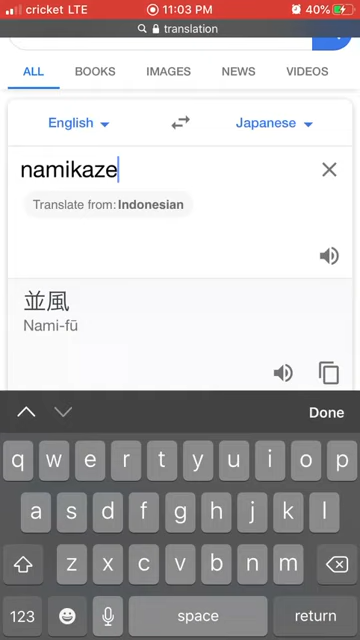 cricket LTE 11:03 PM 40%
translation
ALL BOOKS IMAGES NEWS VIDEOS
English Japanese
namikaze
Translate from: Indonesian
並風
Nami-fū
Done
q w e r t y u i o p
a s d f g h j k l
z x c v b n m
123 space return